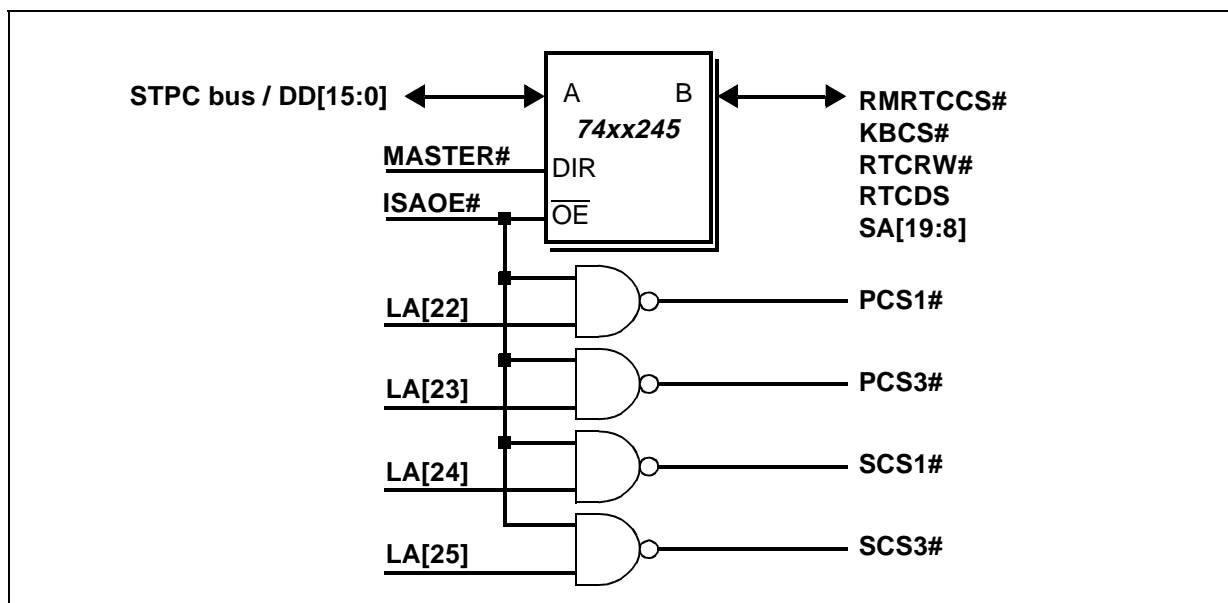 STPC bus / DD[15:0]
A B
74xx245
RMRTCCS#
KBCS#
RTCRW#
RTCDS
SA[19:8]
MASTER#
DIR
ISAOE#
OE
LA[22]
PCS1#
LA[23]
PCS3#
LA[24]
SCS1#
LA[25]
SCS3#